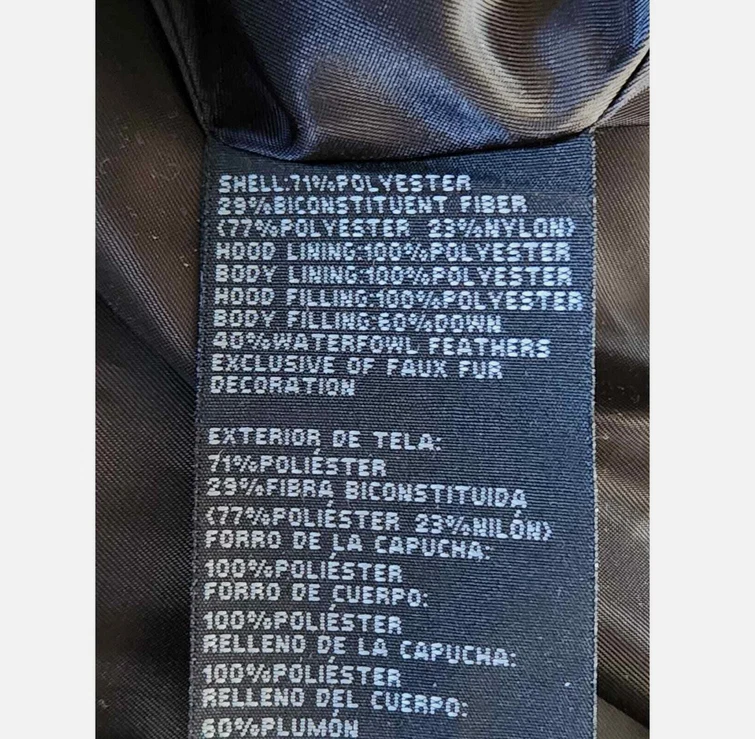 SHELL:71%POLYESTER
29%BICONSTITUENT FIBER
(77%POLYESTER 23%NYLON)
HOOD LINING:100%POLYESTER
BODY LINING:100%POLYESTER
HOOD FILLING:100%POLYESTER
BODY FILLING:60%DOWN
40%WATERFOWL FEATHERS
EXCLUSIVE OF FAUX FUR
DECORATION
EXTERIOR DE TELA:
71%POLIÉSTER
29%FIBRA BICONSTITUIDA
(77%POLIÉSTER 23%NILÓN)
FORRO DE LA CAPUCHA:
100%POLIÉSTER
FORRO DE CUERPO:
100%POLIÉSTER
RELLENO DE LA CAPUCHA:
100%POLIÉSTER
RELLENO DEL CUERPO:
60%PLUMÓN